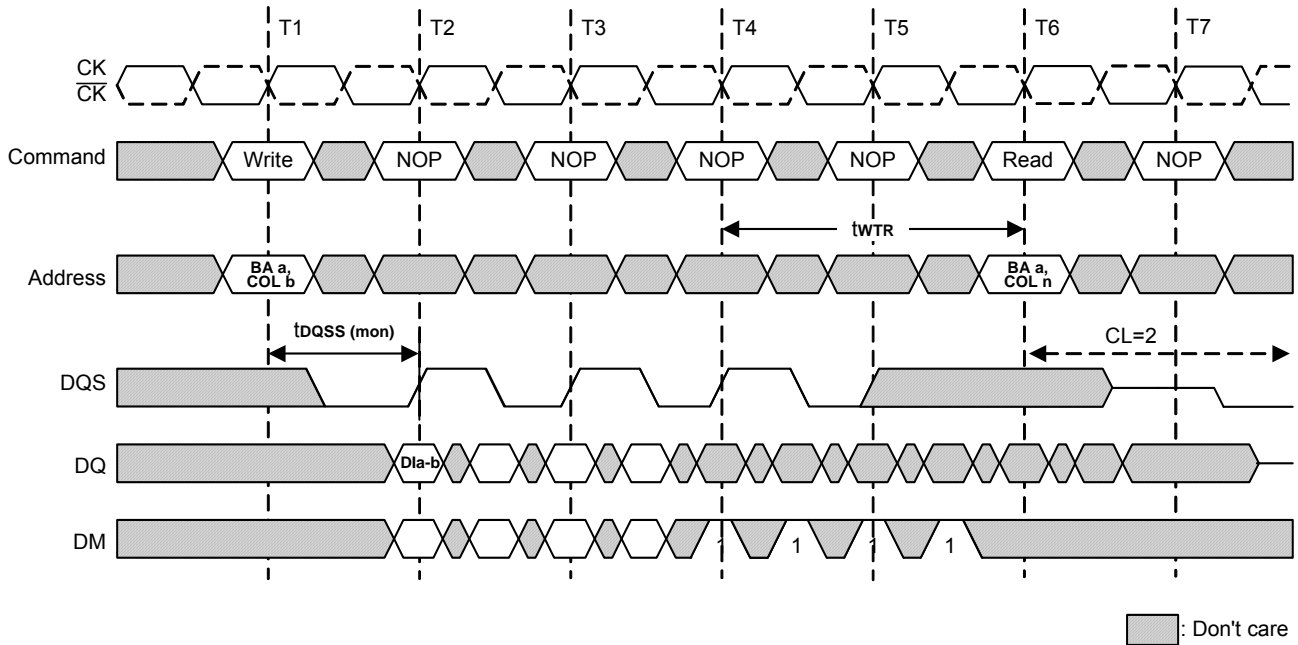 T1 T2 T3 T4 T5 T6 T7
CK
CK
Command Write NOP NOP NOP NOP Read NOP
tWTR
Address BA a, COL b BA a, COL n
tDQSS (mon) CL=2
DQS
DQ DIa-b
DM 1 1 1 1
: Don't care